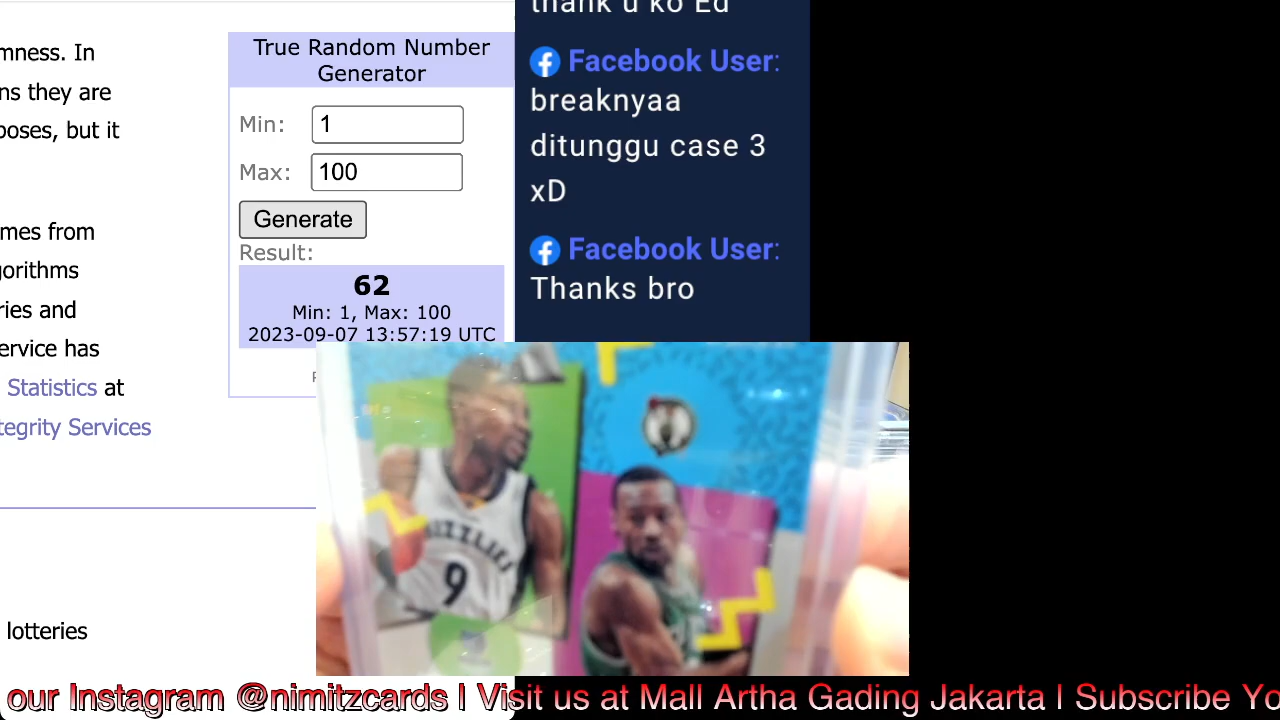 mness. In
ns they are
poses, but it
mes from
gorithms
ries and
ervice has
Statistics at
tegrity Services
lotteries
True Random Number
Generator
Min: 1
Max: 100
Generate
Result:
62
Min: 1, Max: 100
2023-09-07 13:57:19 UTC
thank u ko Ed
Facebook User:
breaknyaa
ditunggu case 3
xD
Facebook User:
Thanks bro
9
our Instagram @nimitzcards I Visit us at Mall Artha Gading Jakarta I Subscribe Yo